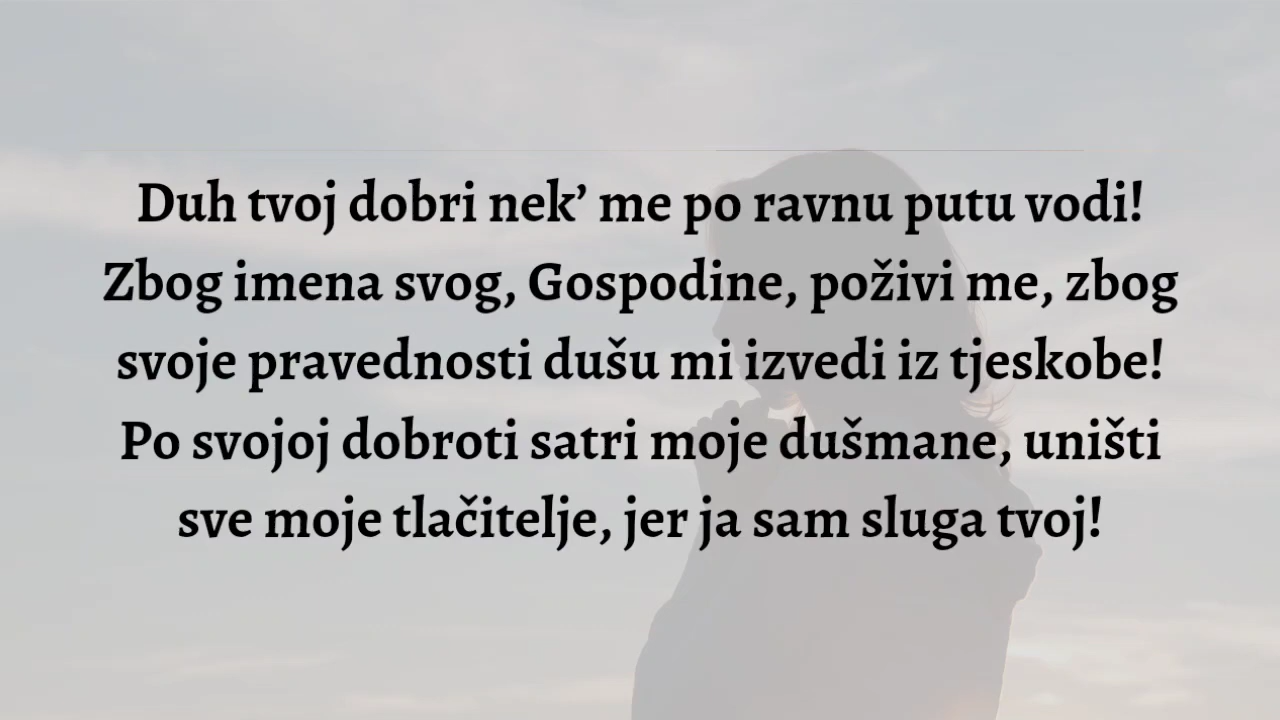 Duh tvoj dobri nek’ me po ravnu putu vodi!
Zbog imena svog, Gospodine, poživi me, zbog
svoje pravednosti dušu mi izvedi iz tjeskobe!
Po svojoj dobroti satri moje dušmane, uništi
sve moje tlačitelje, jer ja sam sluga tvoj!